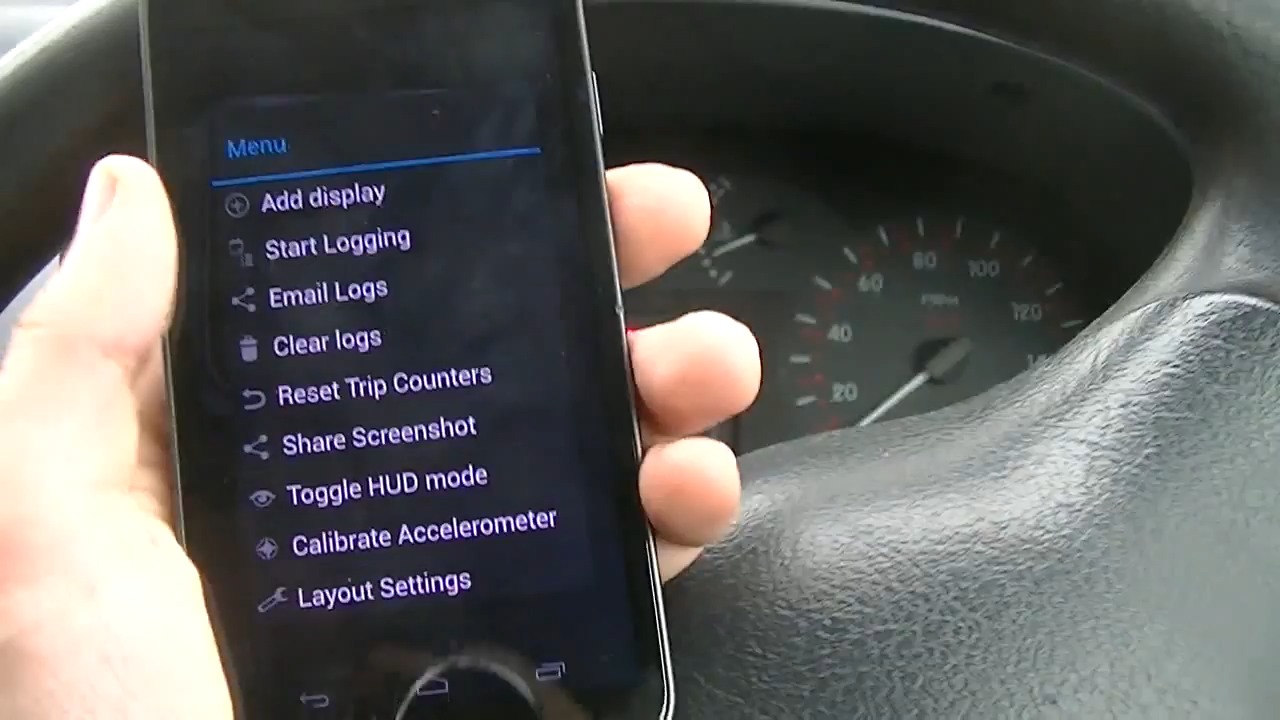 Menu
Add display
Start Logging
Email Logs
Clear logs
Reset Trip Counters
Share Screenshot
Toggle HUD mode
Calibrate Accelerometer
Layout Settings
20
40
60
80
100
120